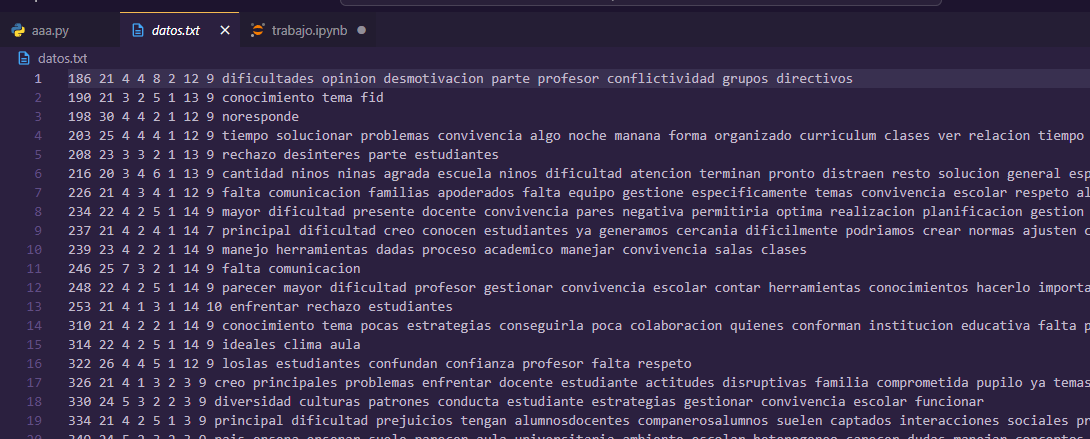 aaa.py datos.txt trabajo.ipynb
datos.txt
1 186 21 4 4 8 2 12 9 dificultades opinion desmotivacion parte profesor conflictividad grupos directivos
2 190 21 3 2 5 1 13 9 conocimiento tema fid
3 198 30 4 4 2 1 12 9 noresponde
4 203 25 4 4 4 1 12 9 tiempo solucionar problemas convivencia algo noche manana forma organizado curriculum clases ver relacion tiempo
5 208 23 3 3 2 1 13 9 rechazo desinteres parte estudiantes
6 216 20 3 4 6 1 13 9 cantidad ninos ninas agrada escuela ninos dificultad atencion terminan pronto distraen resto solucion general esp
7 226 21 4 3 4 1 12 9 falta comunicacion familias apoderados falta equipo gestione especificamente temas convivencia escolar respeto al
8 234 22 4 2 5 1 14 9 mayor dificultad presente docente convivencia pares negativa permitiria optima realizacion planificacion gestion
9 237 21 4 2 4 1 14 7 principal dificultad creo conocen estudiantes ya generamos cercania dificilmente podriamos crear normas ajusten c
10 239 23 4 2 2 1 14 9 manejo herramientas dadas proceso academico manejar convivencia salas clases
11 246 25 7 3 2 1 14 9 falta comunicacion
12 248 22 4 2 5 1 14 9 parecer mayor dificultad profesor gestionar convivencia escolar contar herramientas conocimientos hacerlo importa
13 253 21 4 1 3 1 14 10 enfrentar rechazo estudiantes
14 310 21 4 2 2 1 14 9 conocimiento tema pocas estrategias conseguirla poca colaboracion quienes conforman institucion educativa falta p
15 314 22 4 2 5 1 14 9 ideales clima aula
16 322 26 4 4 5 1 12 9 loslas estudiantes confundan confianza profesor falta respeto
17 326 21 4 1 3 2 3 9 creo principales problemas enfrentar docente estudiante actitudes disruptivas familia comprometida pupilo ya temas
18 330 24 5 3 2 2 3 9 diversidad culturas patrones conducta estudiante estrategias gestionar convivencia escolar funcionar
19 334 21 4 2 5 1 3 9 principal dificultad prejuicios tengan alumnosdocentes companerosalumnos suelen captados interacciones sociales pr